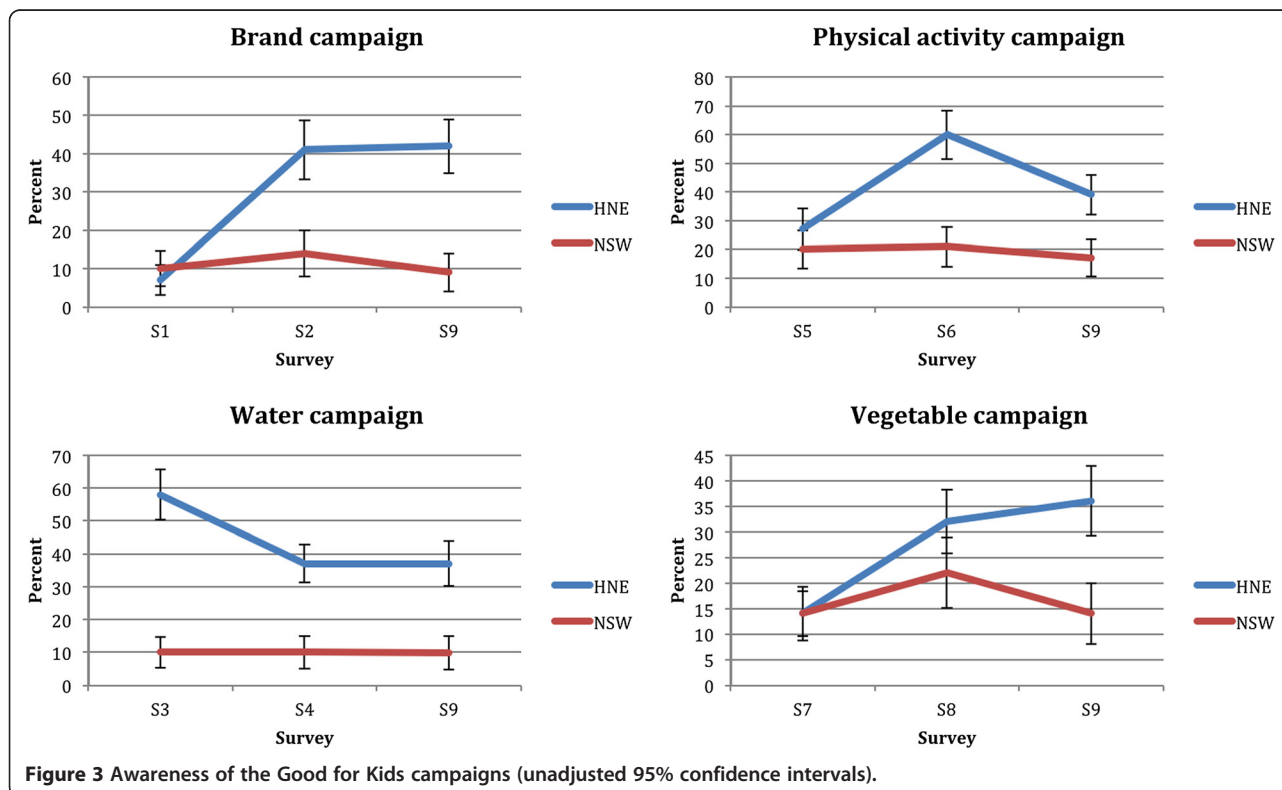 Brand campaign
60
50
40
30
20
10
0
Percent
S1 S2 S9
Survey
HNE
NSW
Physical activity campaign
80
70
60
50
40
30
20
10
0
Percent
S5 S6 S9
Survey
HNE
NSW
Water campaign
70
60
50
40
30
20
10
0
Percent
S3 S4 S9
Survey
HNE
NSW
Vegetable campaign
45
40
35
30
25
20
15
10
5
0
Percent
S7 S8 S9
Survey
HNE
NSW
Figure 3 Awareness of the Good for Kids campaigns (unadjusted 95% confidence intervals).